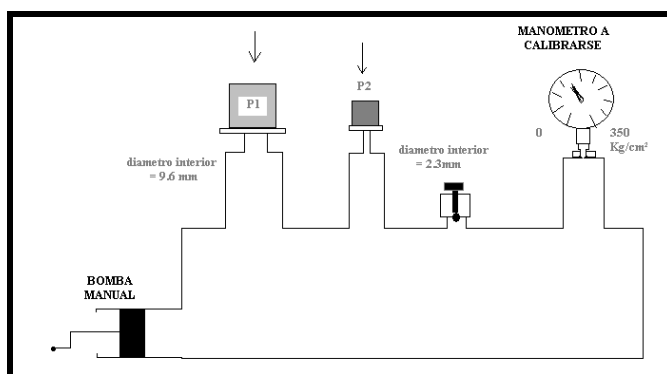 MANOMETRO A
CALIBRARSE
P1
P2
diametro interior
= 9.6 mm
diametro interior
= 2.3mm
0
350
Kg/cm²
BOMBA
MANUAL